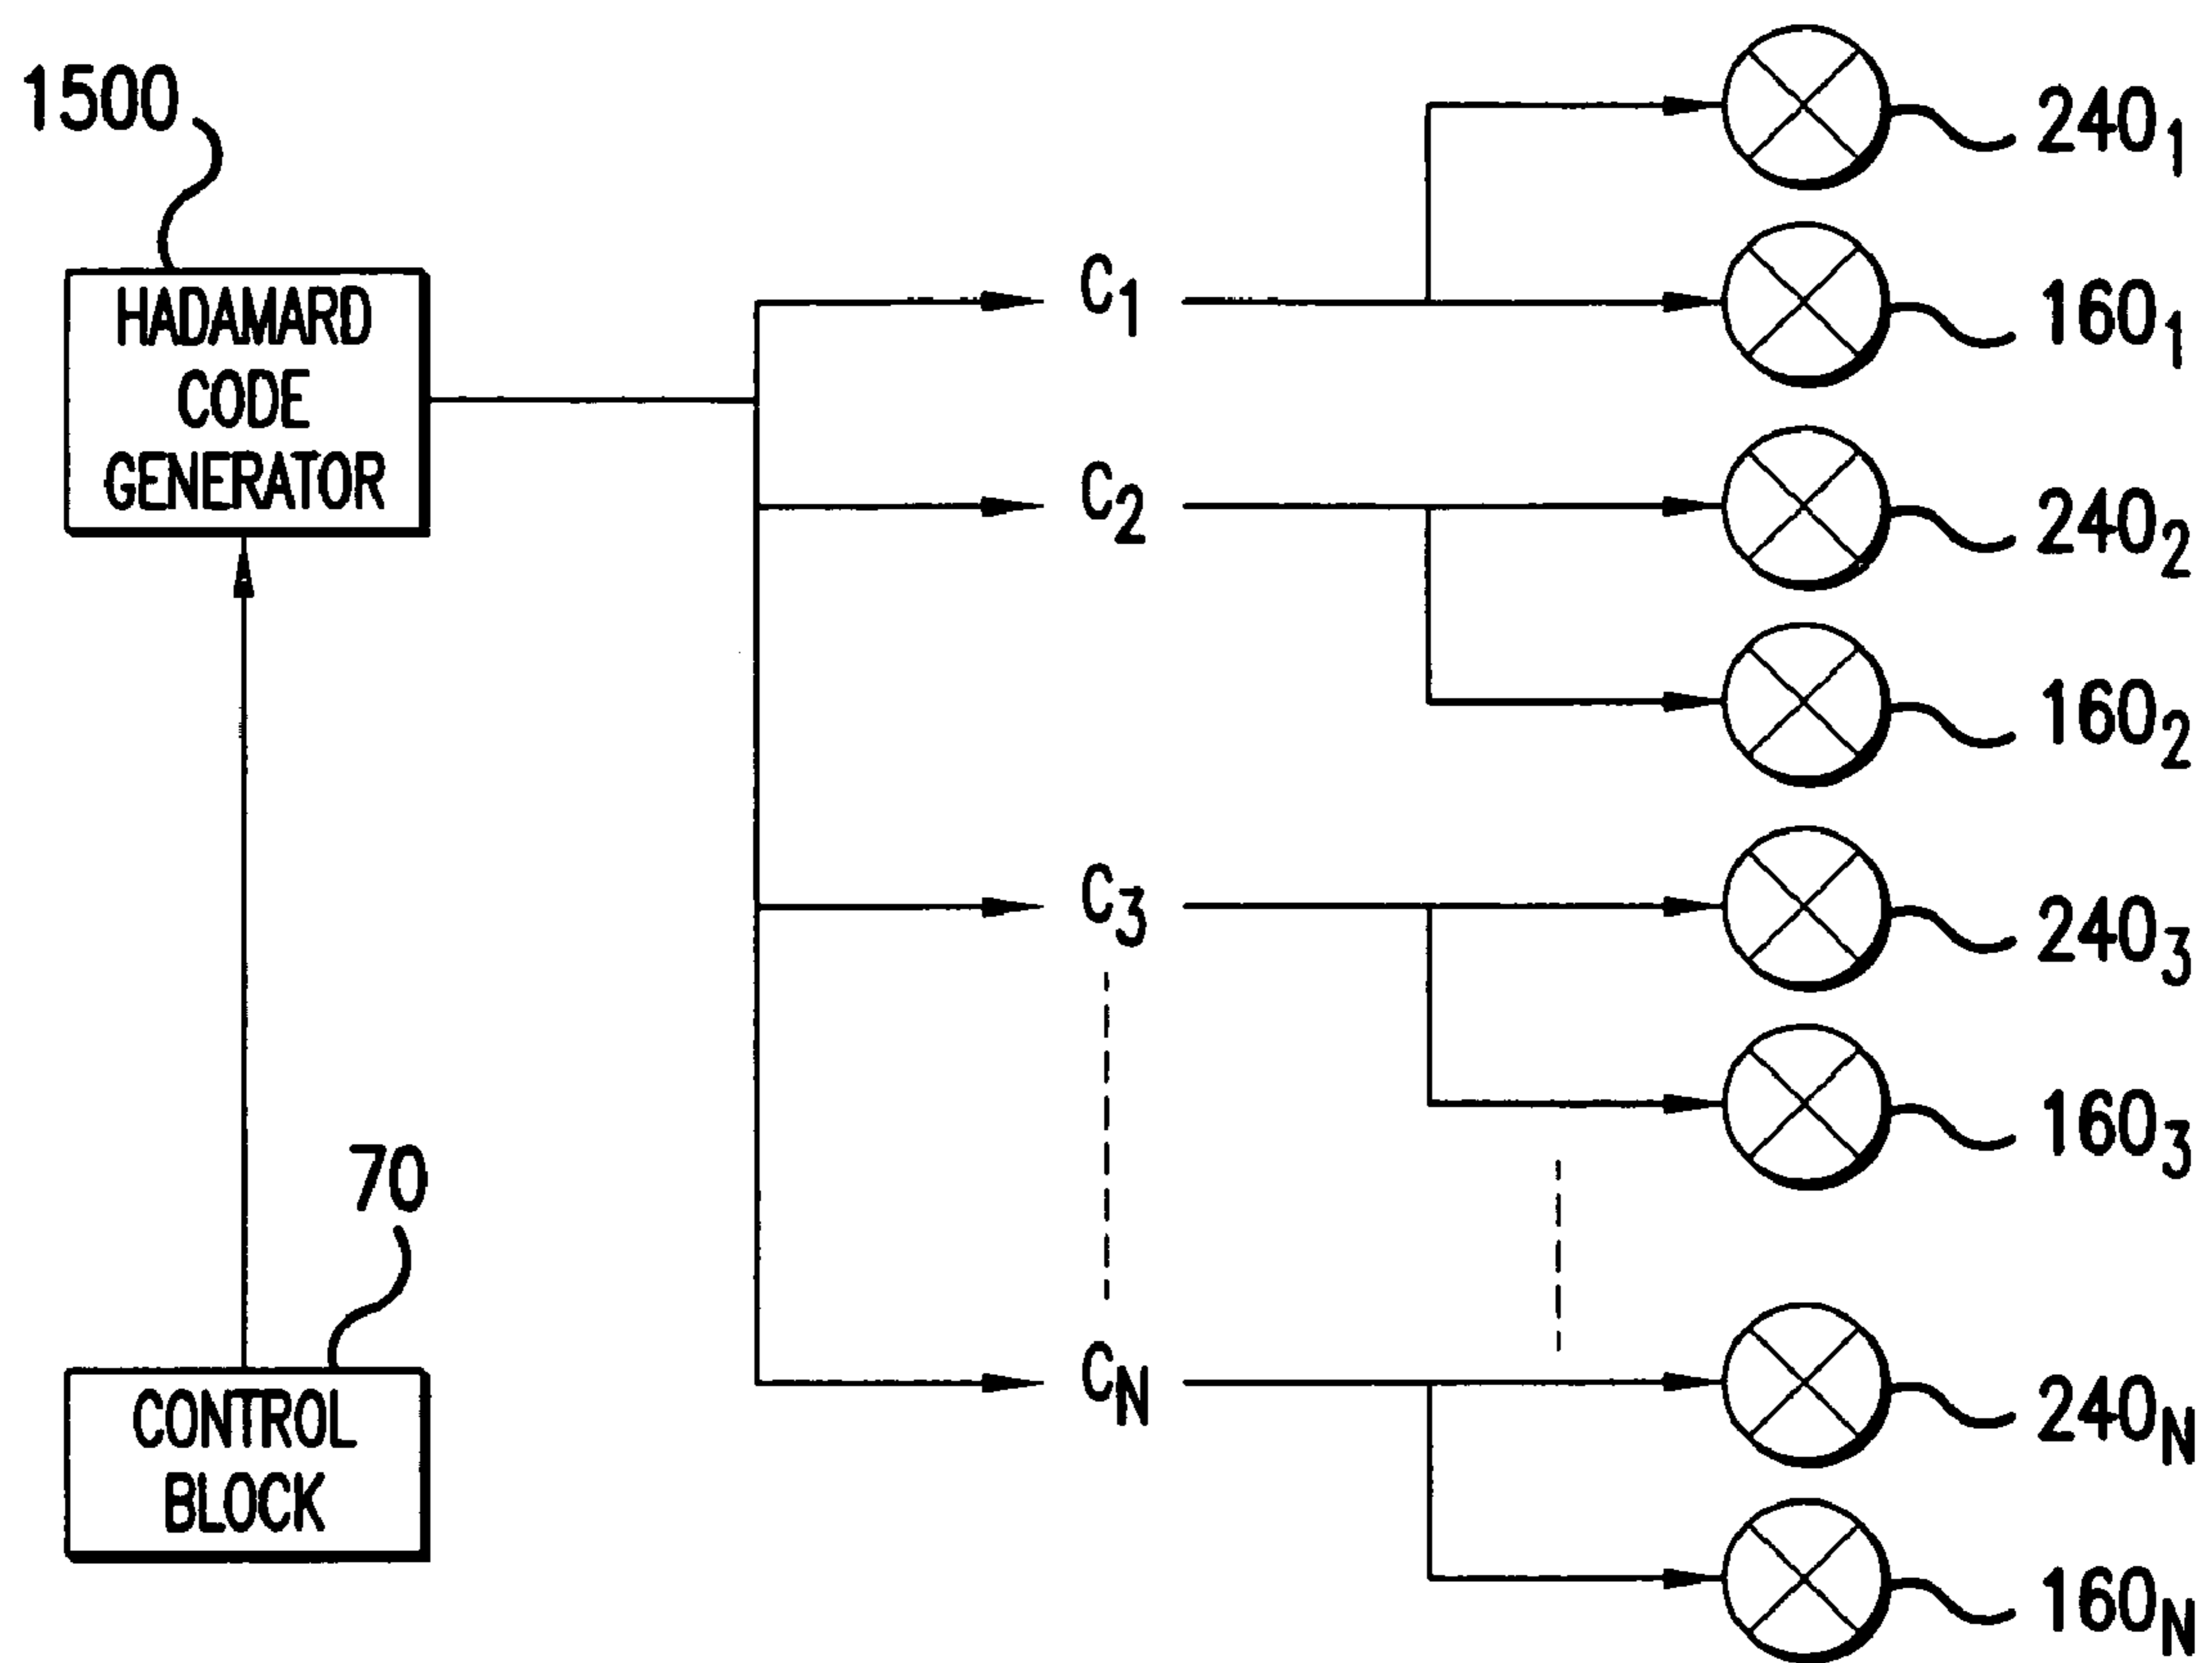 1500
HADAMARD
CODE
GENERATOR
70
CONTROL
BLOCK
C1
C2
C3
CN
2401
1601
2402
1602
2403
1603
240N
160N